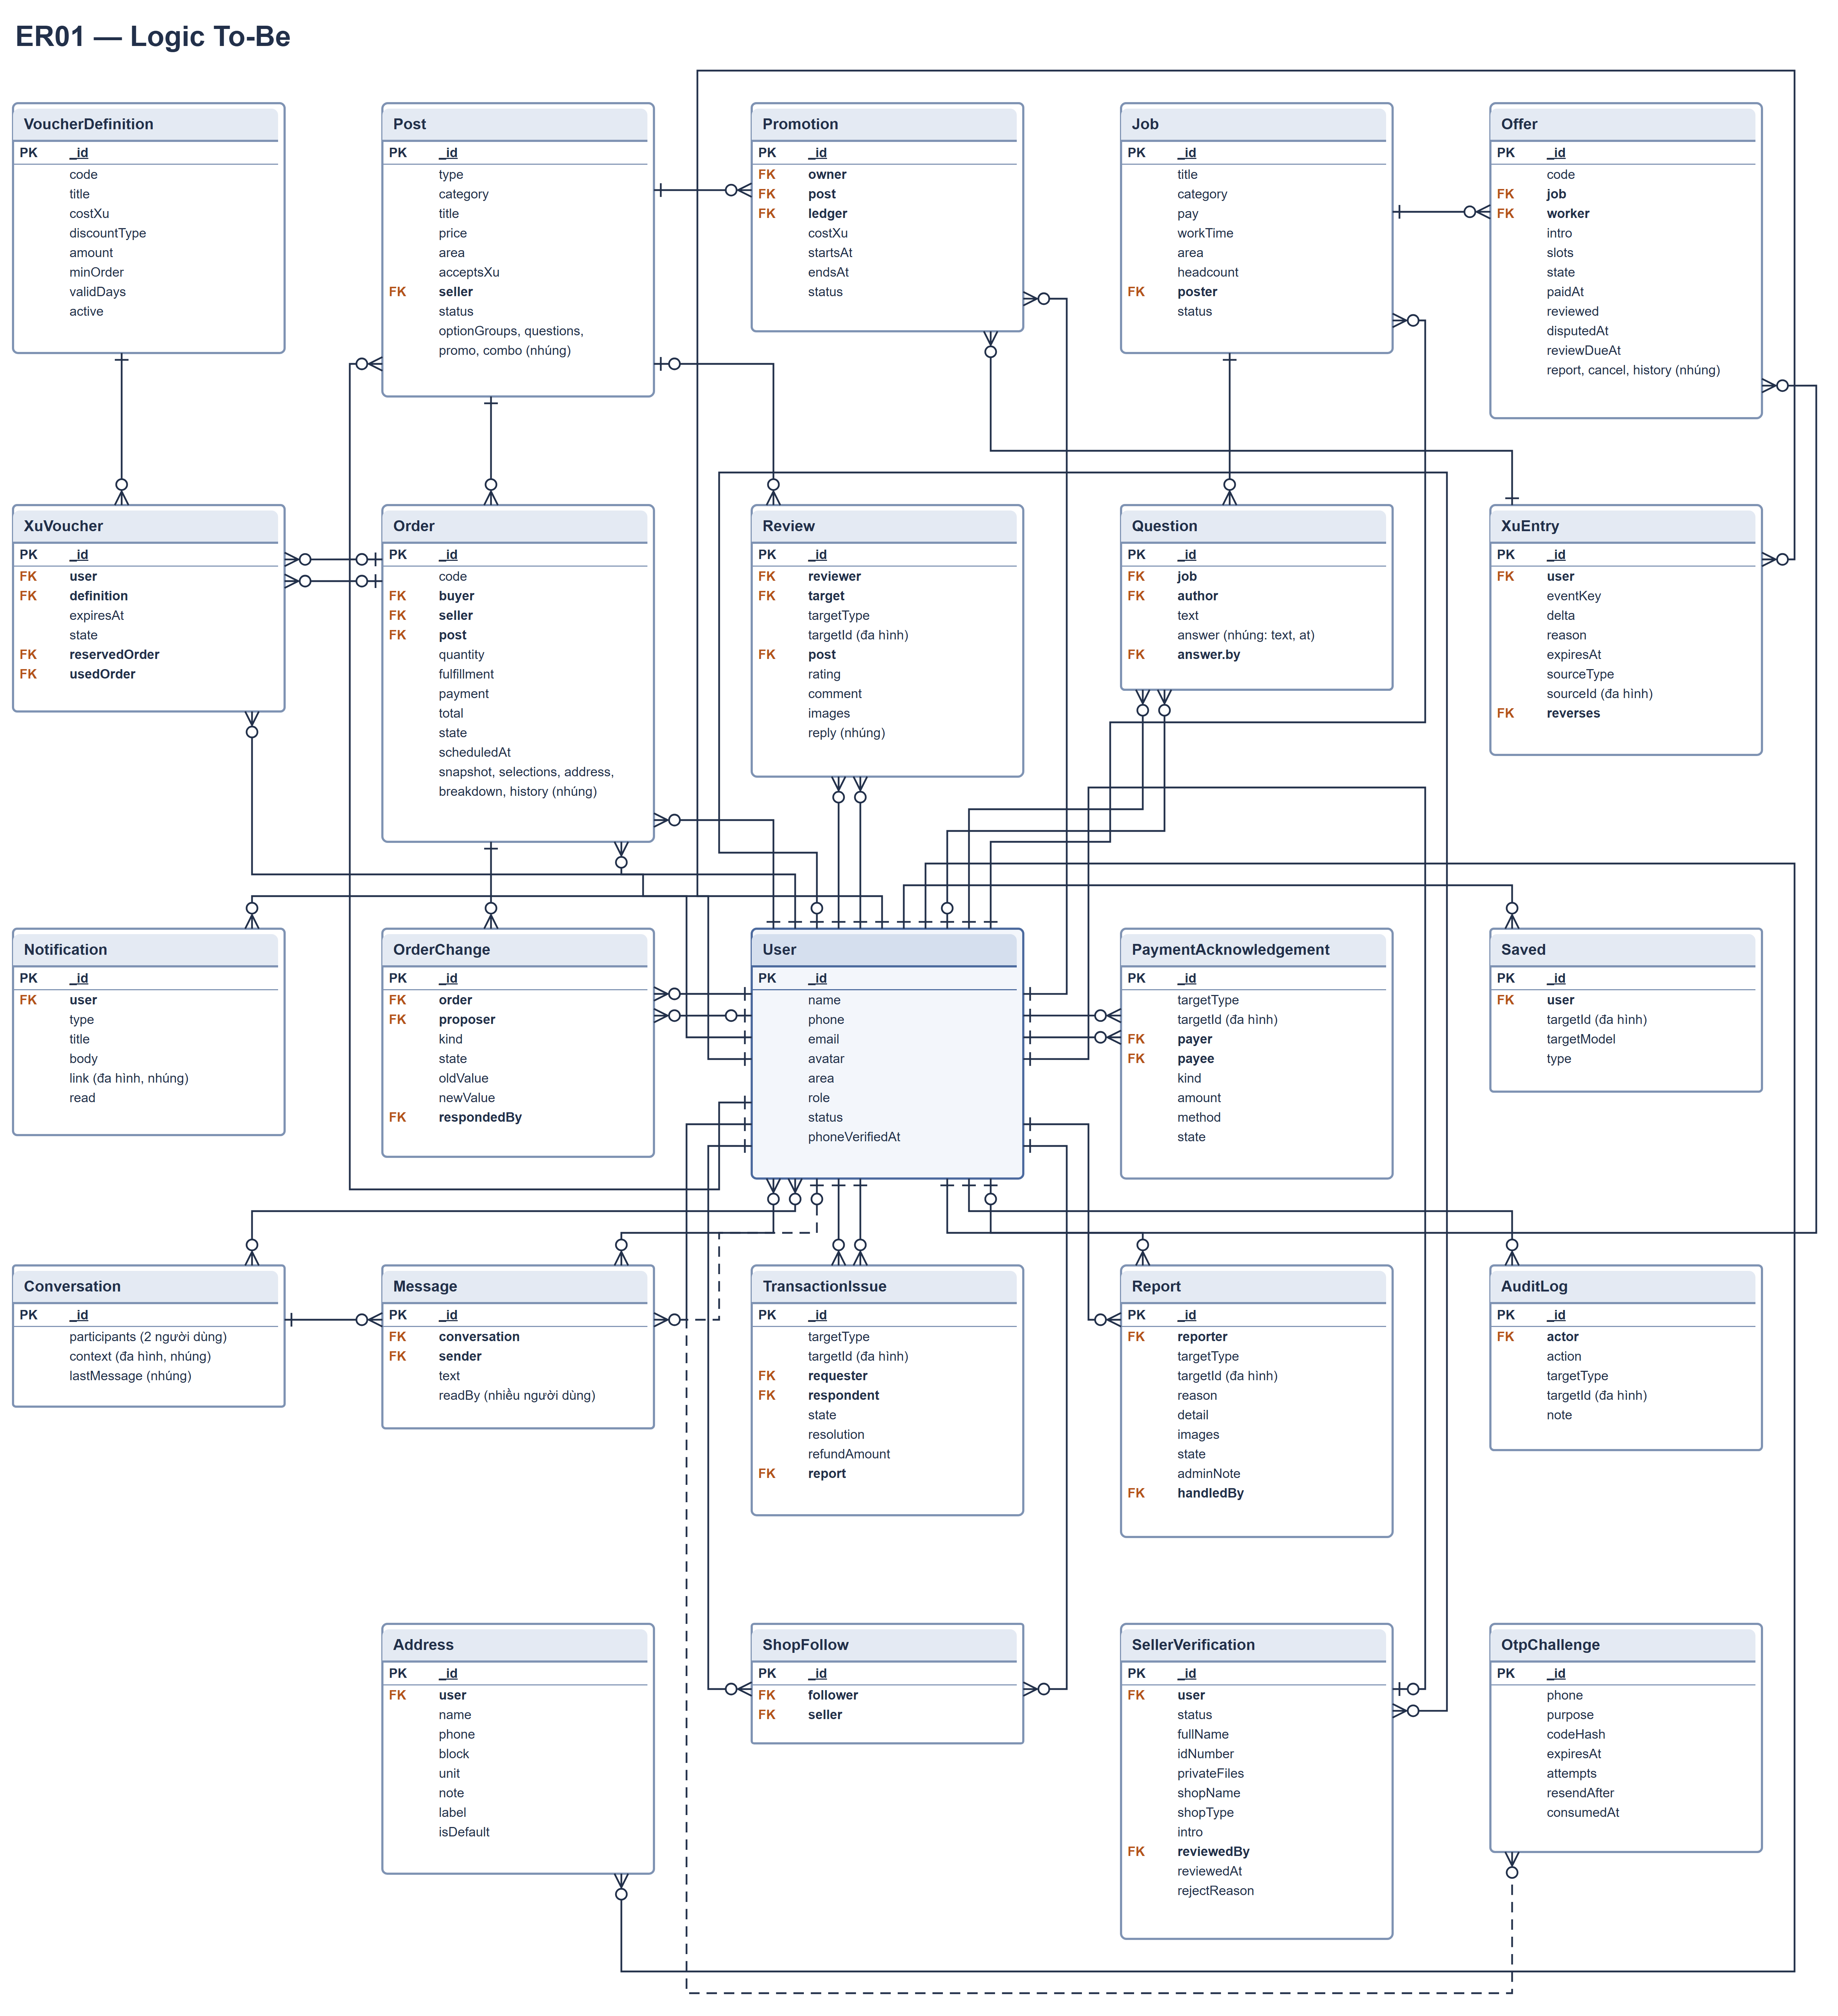 ER01 — Logic To-Be
VoucherDefinition
PK _id
code
title
costXu
discountType
amount
minOrder
validDays
active
Post
PK _id
type
category
title
price
area
acceptsXu
FK seller
status
optionGroups, questions,
promo, combo (nhúng)
Promotion
PK _id
FK owner
FK post
FK ledger
costXu
startsAt
endsAt
status
Job
PK _id
title
category
pay
workTime
area
headcount
FK poster
status
Offer
PK _id
code
FK job
FK worker
intro
slots
state
paidAt
reviewed
disputedAt
reviewDueAt
report, cancel, history (nhúng)
XuVoucher
PK _id
FK user
FK definition
expiresAt
state
FK reservedOrder
FK usedOrder
Order
PK _id
code
FK buyer
FK seller
FK post
quantity
fulfillment
payment
total
state
scheduledAt
snapshot, selections, address,
breakdown, history (nhúng)
Review
PK _id
FK reviewer
FK target
targetType
targetId (đa hình)
FK post
rating
comment
images
reply (nhúng)
Question
PK _id
FK job
FK author
text
answer (nhúng: text, at)
FK answer.by
XuEntry
PK _id
FK user
eventKey
delta
reason
expiresAt
sourceType
sourceId (đa hình)
FK reverses
Notification
PK _id
FK user
type
title
body
link (đa hình, nhúng)
read
OrderChange
PK _id
FK order
FK proposer
kind
state
oldValue
newValue
FK respondedBy
User
PK _id
name
phone
email
avatar
area
role
status
phoneVerifiedAt
PaymentAcknowledgement
PK _id
targetType
targetId (đa hình)
FK payer
FK payee
kind
amount
method
state
Saved
PK _id
FK user
targetId (đa hình)
targetModel
type
Conversation
PK _id
participants (2 người dùng)
context (đa hình, nhúng)
lastMessage (nhúng)
Message
PK _id
FK conversation
FK sender
text
readBy (nhiều người dùng)
TransactionIssue
PK _id
targetType
targetId (đa hình)
FK requester
FK respondent
state
resolution
refundAmount
FK report
Report
PK _id
FK reporter
targetType
targetId (đa hình)
reason
detail
images
state
adminNote
FK handledBy
AuditLog
PK _id
FK actor
action
targetType
targetId (đa hình)
note
Address
PK _id
FK user
name
phone
block
unit
note
label
isDefault
ShopFollow
PK _id
FK follower
FK seller
SellerVerification
PK _id
FK user
status
fullName
idNumber
privateFiles
shopName
shopType
intro
FK reviewedBy
reviewedAt
rejectReason
OtpChallenge
PK _id
phone
purpose
codeHash
expiresAt
attempts
resendAfter
consumedAt